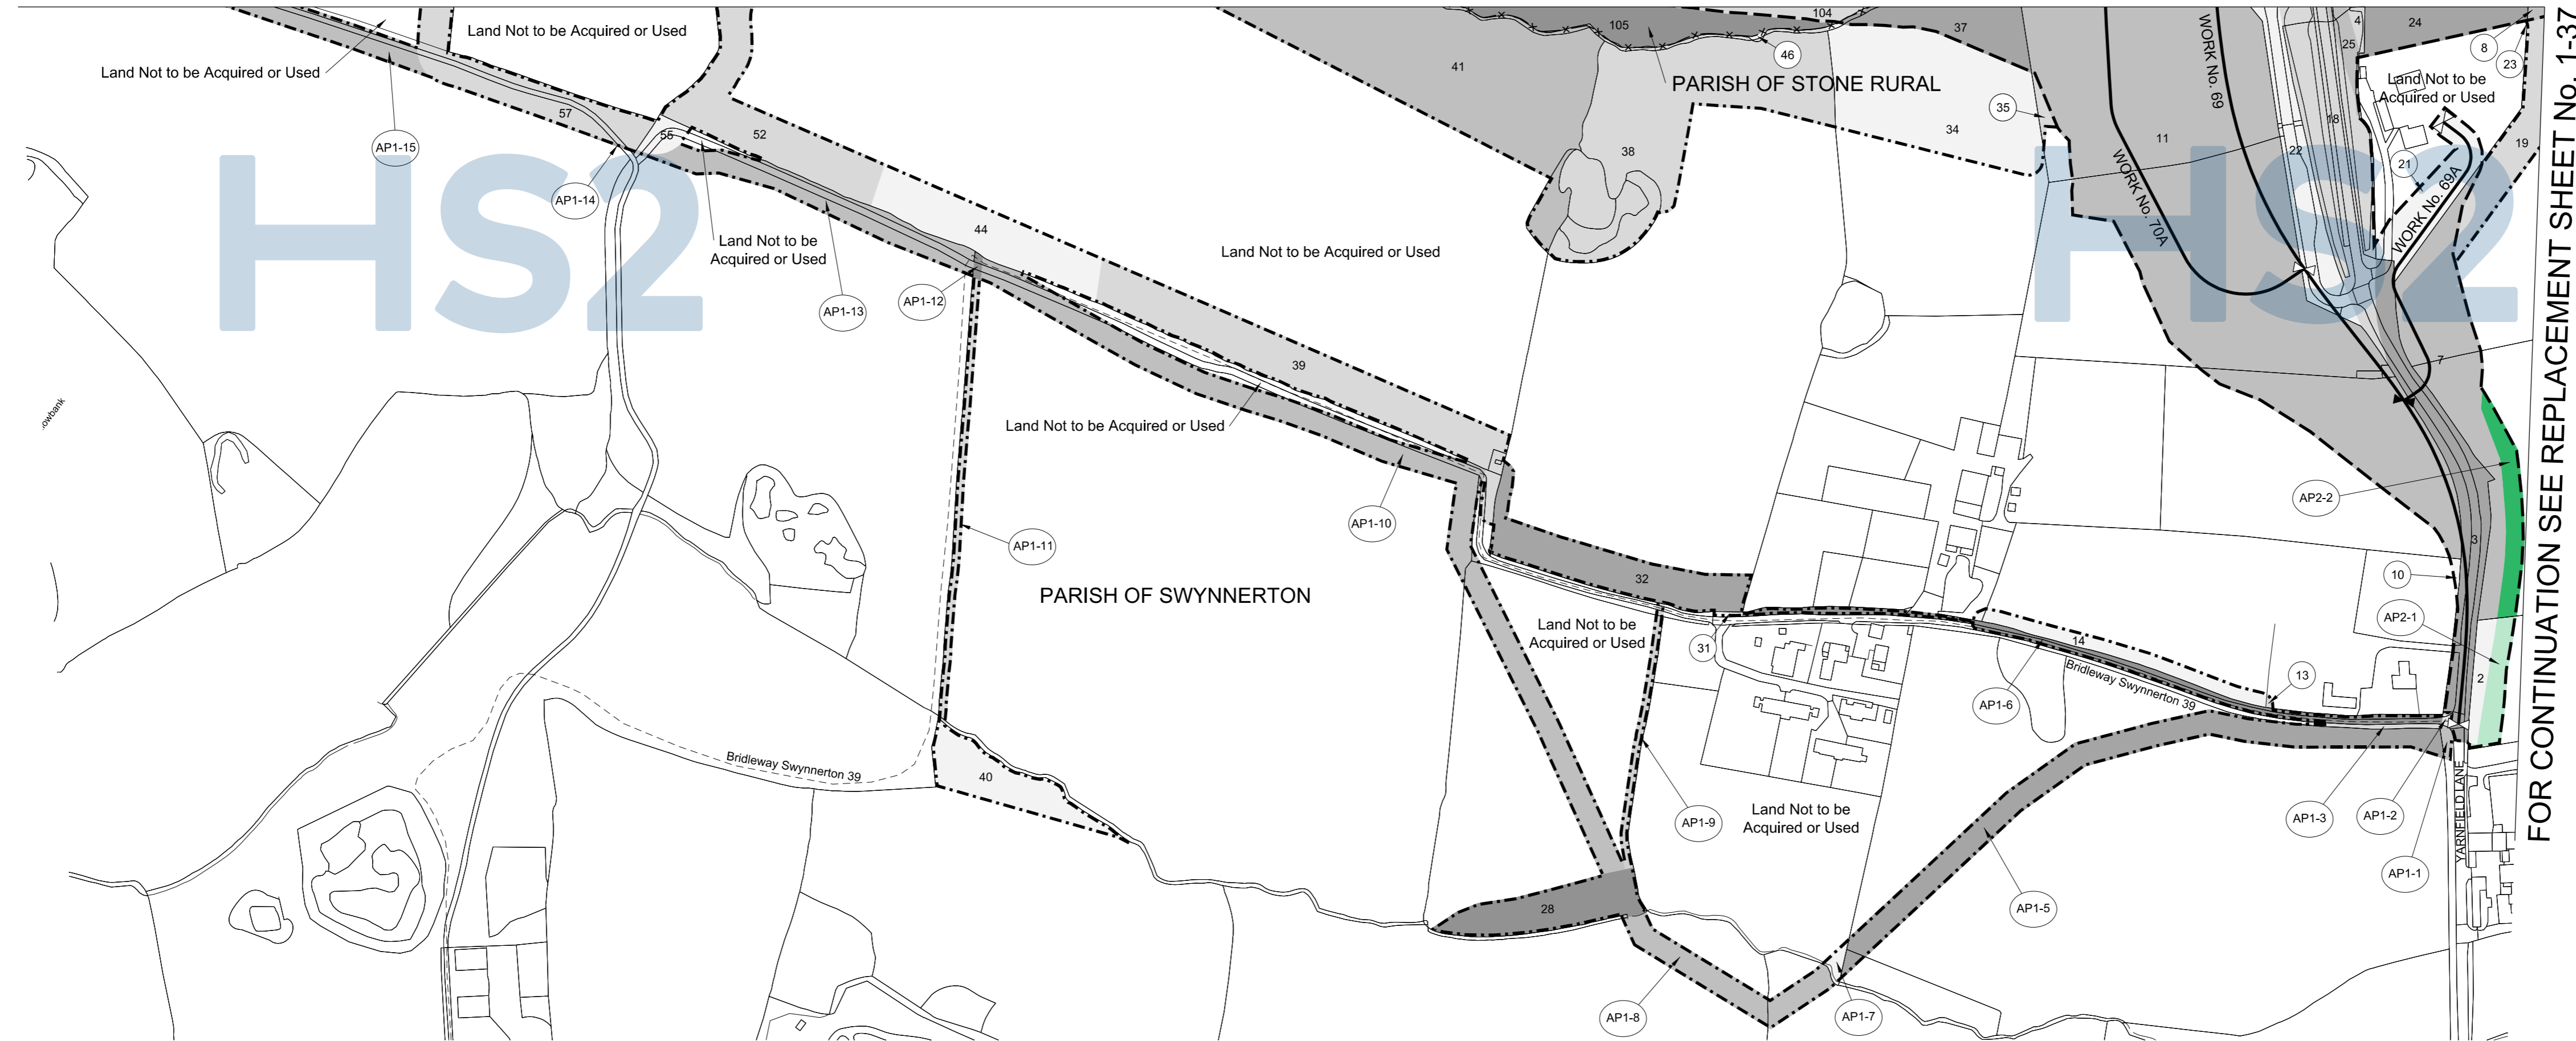 Land Not to be Acquired or Used
Land Not to be Acquired or Used
57
AP1-15
AP1-14
55
52
HS2
Land Not to be
Acquired or Used
AP1-13
AP1-12
44
Land Not to be Acquired or Used
39
Land Not to be Acquired or Used
41
105
104
46
37
PARISH OF STONE RURAL
38
34
35
11
WORK No. 69
WORK No. 70A
22
18
4
25
24
8
23
Land Not to be
Acquired or Used
21
19
WORK No. 69A
HS2
7
AP2-2
3
10
AP2-1
2
AP1-11
AP1-10
PARISH OF SWYNNERTON
32
Land Not to be
Acquired or Used
31
14
Bridleway Swynnerton 39
13
AP1-6
AP1-9
Land Not to be
Acquired or Used
AP1-3
AP1-2
AP1-1
YARNFIELD LANE
Bridleway Swynnerton 39
40
28
AP1-5
AP1-8
AP1-7
FOR CONTINUATION SEE REPLACEMENT SHEET No. 1-37